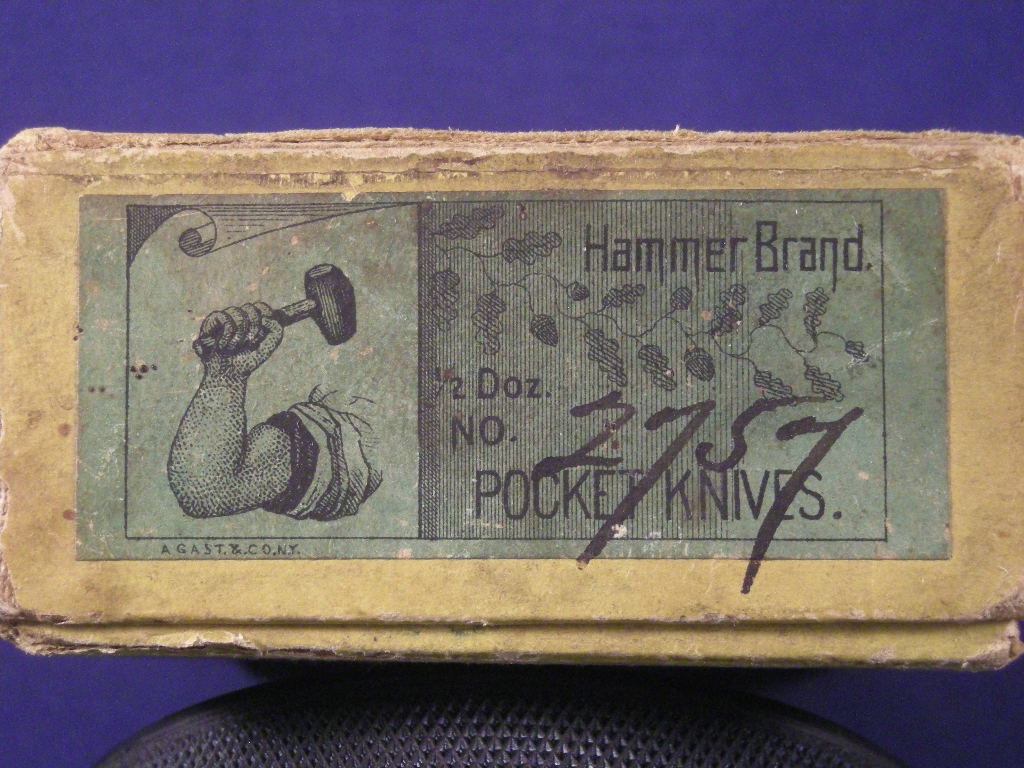 Hammer Brand.
1/2 Doz.
NO. 2757
POCKET KNIVES.
A GAST. & CO. N.Y.